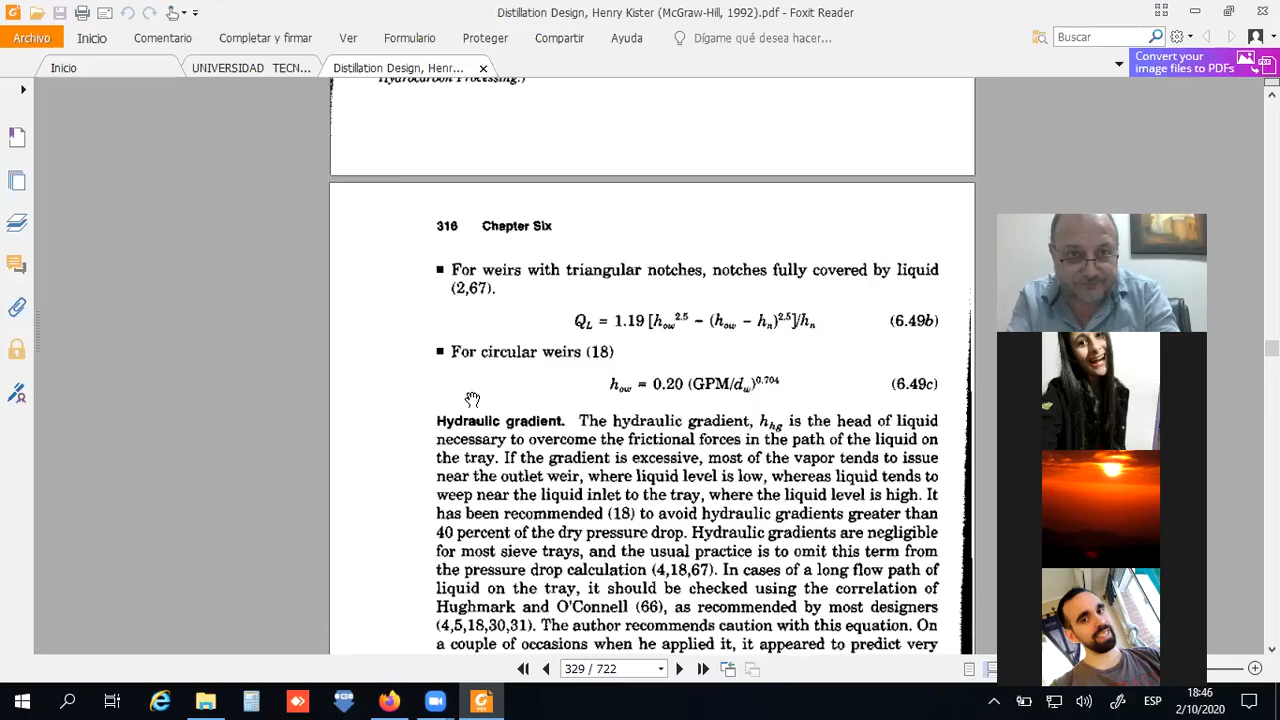 Distillation Design, Henry Kister (McGraw-Hill, 1992).pdf - Foxit Reader
Archivo Inicio Comentario Completar y firmar Ver Formulario Proteger Compartir Ayuda Dígame qué desea hacer... Buscar
Inicio UNIVERSIDAD TECN... Distillation Design, Henr...
Convert your
image files to PDFs
Hydrocarbon Processing.)
316 Chapter Six
■ For weirs with triangular notches, notches fully covered by liquid
(2,67).
Q_L = 1.19 [h_ow^2.5 − (h_ow − h_n)^2.5]/h_n (6.49b)
■ For circular weirs (18)
h_ow = 0.20 (GPM/d_w)^0.704 (6.49c)
Hydraulic gradient. The hydraulic gradient, h_hg is the head of liquid
necessary to overcome the frictional forces in the path of the liquid on
the tray. If the gradient is excessive, most of the vapor tends to issue
near the outlet weir, where liquid level is low, whereas liquid tends to
weep near the liquid inlet to the tray, where the liquid level is high. It
has been recommended (18) to avoid hydraulic gradients greater than
40 percent of the dry pressure drop. Hydraulic gradients are negligible
for most sieve trays, and the usual practice is to omit this term from
the pressure drop calculation (4,18,67). In cases of a long flow path of
liquid on the tray, it should be checked using the correlation of
Hughmark and O'Connell (66), as recommended by most designers
(4,5,18,30,31). The author recommends caution with this equation. On
a couple of occasions when he applied it, it appeared to predict very
329 / 722
ESP
18:46
2/10/2020